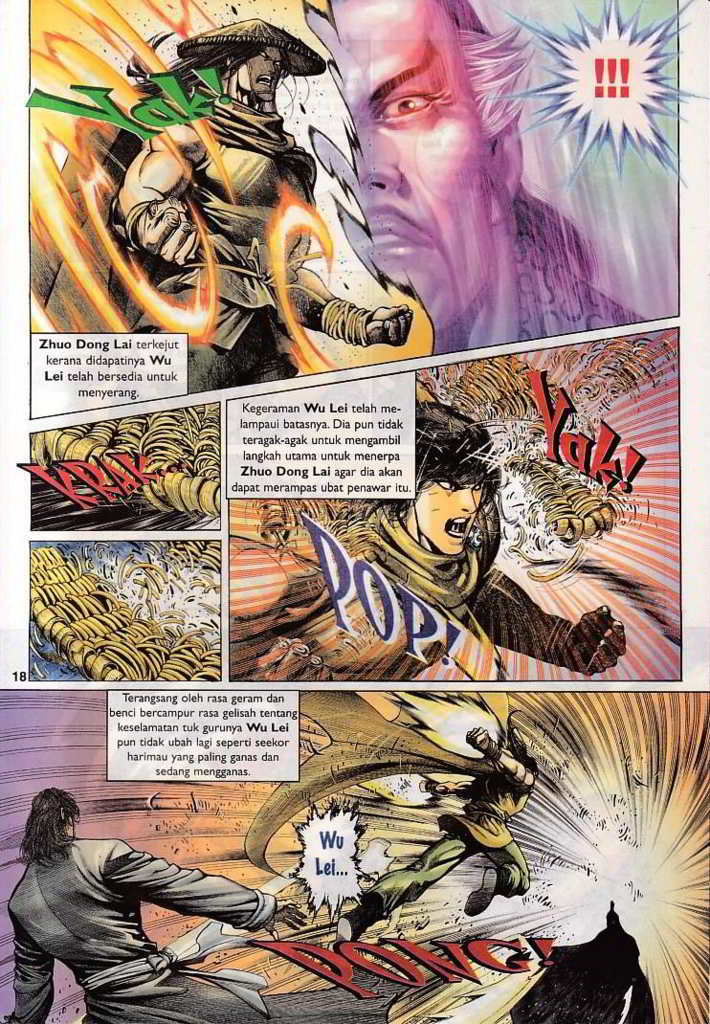 Yak!
!!!
Zhuo Dong Lai terkejut
kerana didapatinya Wu
Lei telah bersedia untuk
menyerang.
KRAK...
Kegeraman Wu Lei telah me-
lampaui batasnya. Dia pun tidak
teragak-agak untuk mengambil
langkah utama untuk menerpa
Zhuo Dong Lai agar dia akan
dapat merampas ubat penawar itu.
Yak!
POP!
18
Terangsang oleh rasa geram dan
benci bercampur rasa gelisah tentang
keselamatan tuk gurunya Wu Lei
pun tidak ubah lagi seperti seekor
harimau yang paling ganas dan
sedang mengganas.
Wu
Lei...
PONG!